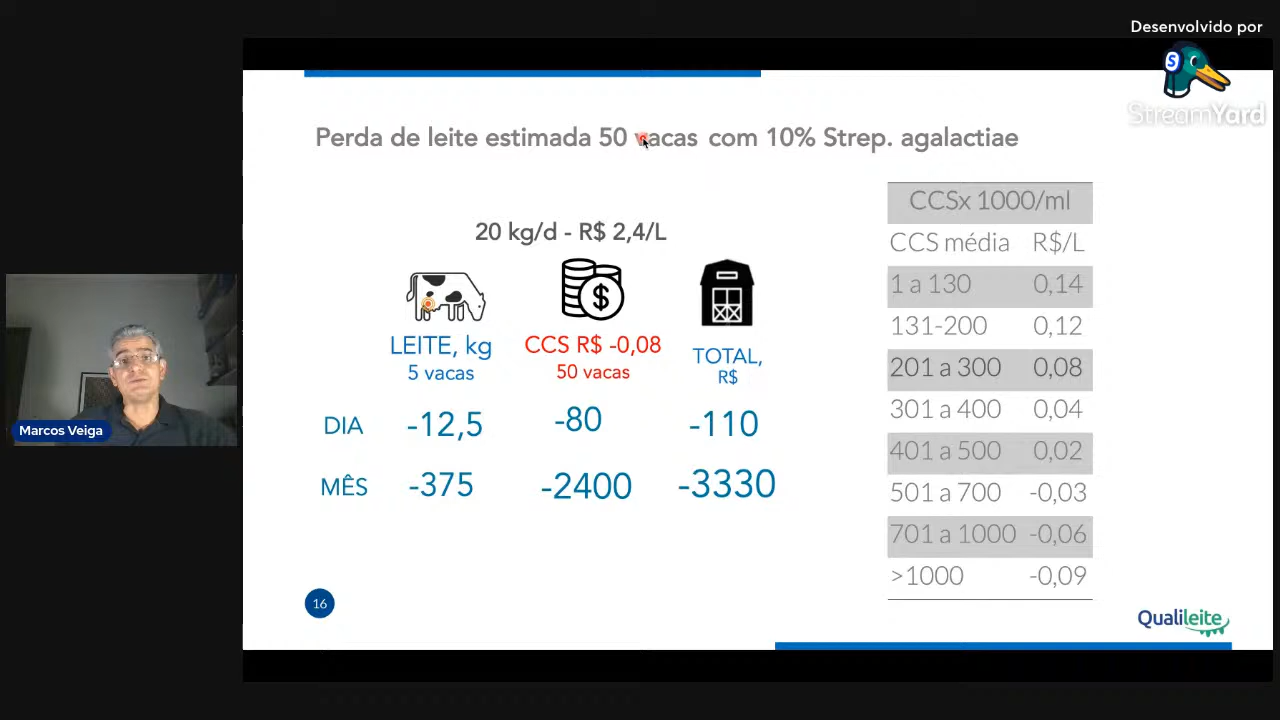 Desenvolvido por
StreamYard
Perda de leite estimada 50 vacas com 10% Strep. agalactiae
20 kg/d - R$ 2,4/L
LEITE, kg
5 vacas
CCS R$ -0,08
50 vacas
TOTAL,
R$
DIA -12,5 -80 -110
MÊS -375 -2400 -3330
CCSx 1000/ml
CCS média R$/L
1 a 130 0,14
131-200 0,12
201 a 300 0,08
301 a 400 0,04
401 a 500 0,02
501 a 700 -0,03
701 a 1000 -0,06
>1000 -0,09
Marcos Veiga
16
Qualileite